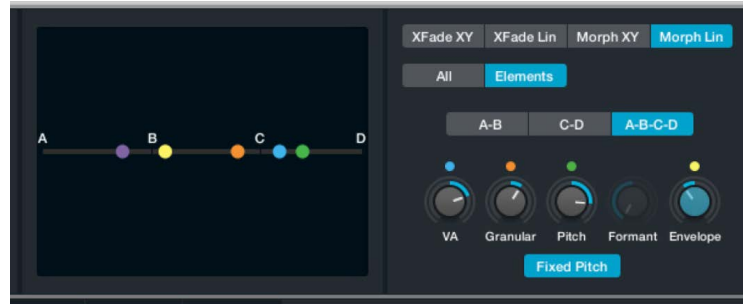 XFade XY XFade Lin Morph XY Morph Lin
All Elements
A-B C-D A-B-C-D
A B C D
VA Granular Pitch Formant Envelope
Fixed Pitch